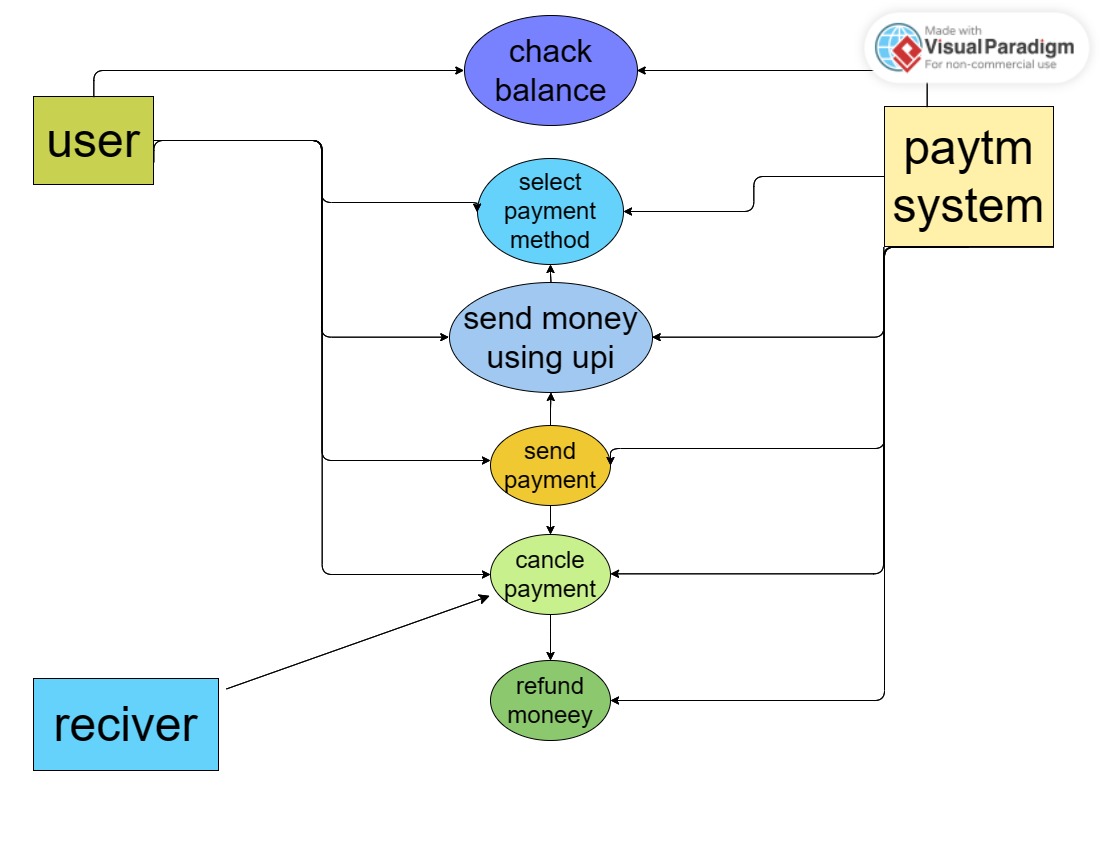 chack
balance
Made with
Visual Paradigm
For non-commercial use
user
paytm
system
select
payment
method
send money
using upi
send
payment
cancle
payment
refund
moneey
reciver